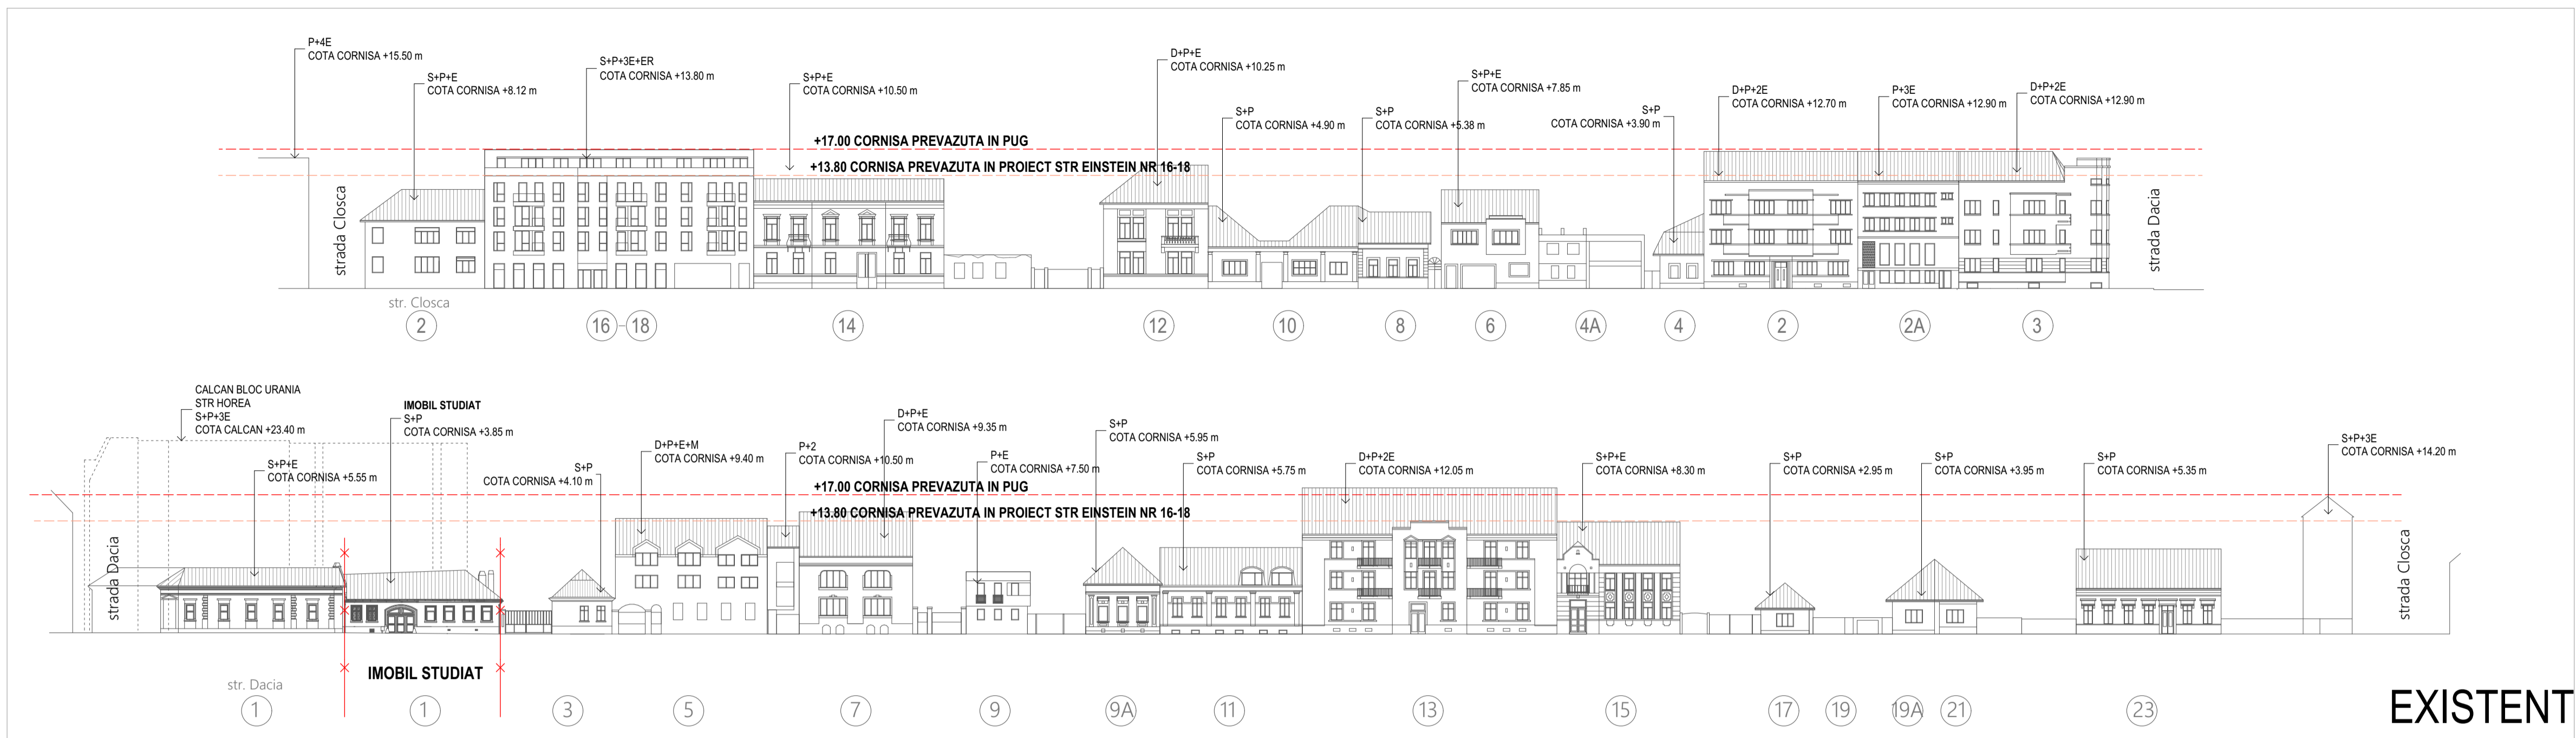 P+4E
COTA CORNISA +15.50 m
S+P+E
COTA CORNISA +8.12 m
S+P+3E+ER
COTA CORNISA +13.80 m
S+P+E
COTA CORNISA +10.50 m
D+P+E
COTA CORNISA +10.25 m
S+P
COTA CORNISA +4.90 m
S+P
COTA CORNISA +5.38 m
S+P+E
COTA CORNISA +7.85 m
S+P
COTA CORNISA +3.90 m
D+P+2E
COTA CORNISA +12.70 m
P+3E
COTA CORNISA +12.90 m
D+P+2E
COTA CORNISA +12.90 m
+17.00 CORNISA PREVAZUTA IN PUG
+13.80 CORNISA PREVAZUTA IN PROIECT STR EINSTEIN NR 16-18
strada Closca
strada Dacia
str. Closca
2
16-18
14
12
10
8
6
4A
4
2
2A
3
CALCAN BLOC URANIA
STR HOREA
S+P+3E
COTA CALCAN +23.40 m
S+P+E
COTA CORNISA +5.55 m
IMOBIL STUDIAT
S+P
COTA CORNISA +3.85 m
S+P
COTA CORNISA +4.10 m
D+P+E+M
COTA CORNISA +9.40 m
P+2
COTA CORNISA +10.50 m
D+P+E
COTA CORNISA +9.35 m
P+E
COTA CORNISA +7.50 m
S+P
COTA CORNISA +5.95 m
S+P
COTA CORNISA +5.75 m
D+P+2E
COTA CORNISA +12.05 m
S+P+E
COTA CORNISA +8.30 m
S+P
COTA CORNISA +2.95 m
S+P
COTA CORNISA +3.95 m
S+P
COTA CORNISA +5.35 m
S+P+3E
COTA CORNISA +14.20 m
+17.00 CORNISA PREVAZUTA IN PUG
+13.80 CORNISA PREVAZUTA IN PROIECT STR EINSTEIN NR 16-18
strada Dacia
strada Closca
IMOBIL STUDIAT
str. Dacia
1
1
3
5
7
9
9A
11
13
15
17
19
19A
21
23
EXISTENT